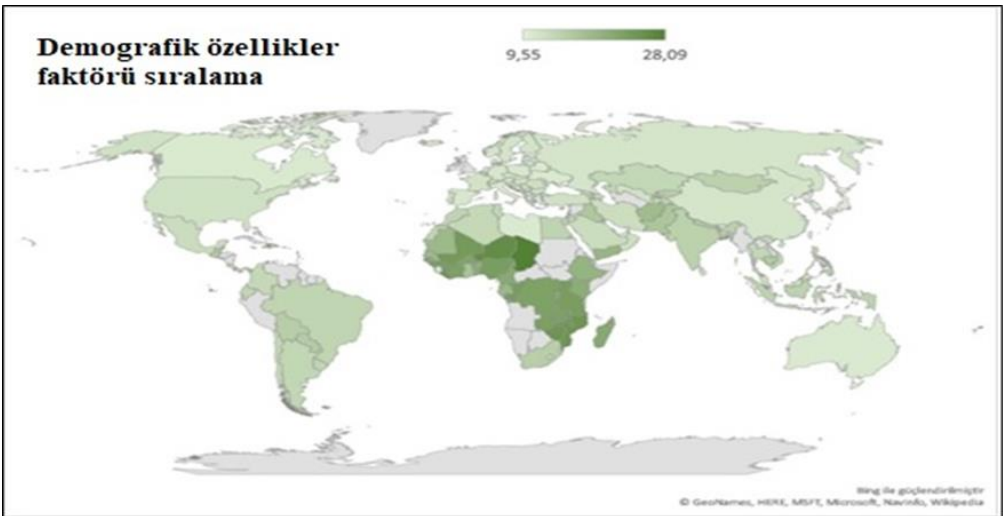 Demografik özellikler
faktörü sıralama
9,55
28,09
Bing ile güçlendirilmiştir
© GeoNames, HERE, MSFT, Microsoft, NavInfo, Wikipedia